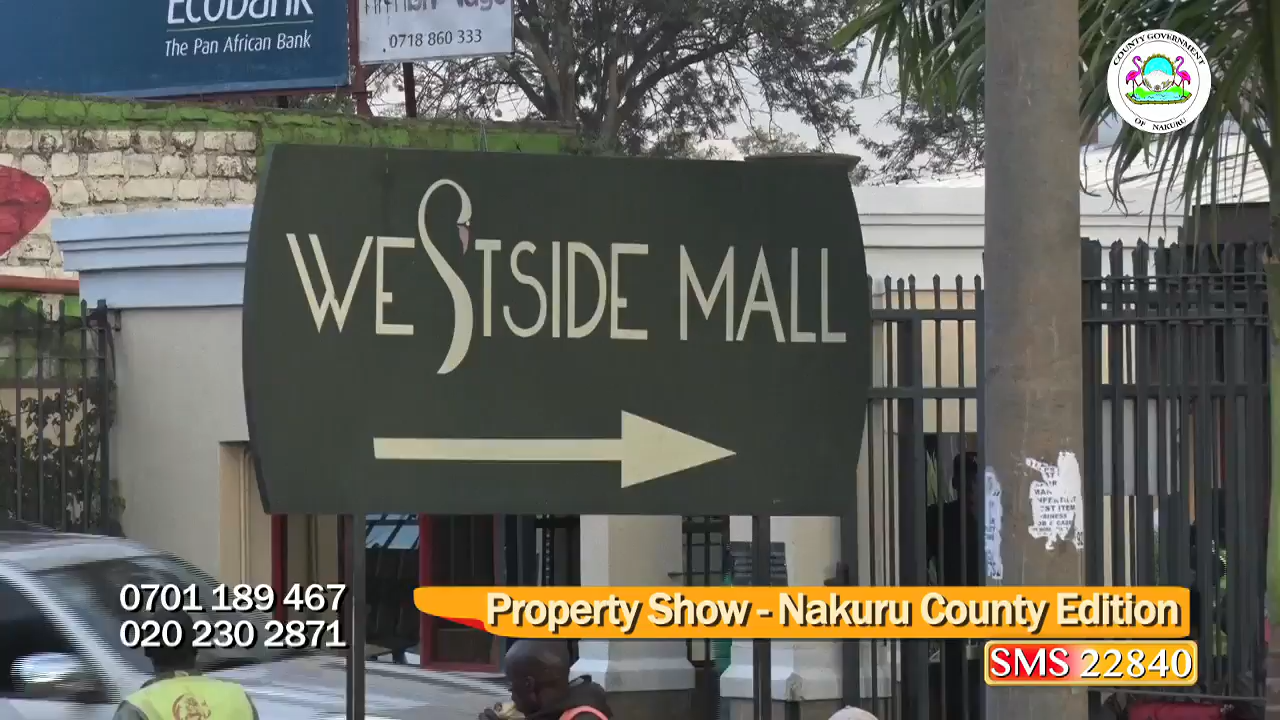 Ecobank
The Pan African Bank
0718 860 333
COUNTY GOVERNMENT
OF NAKURU
WESTSIDE MALL
0701 189 467
020 230 2871
Property Show - Nakuru County Edition
SMS 22840